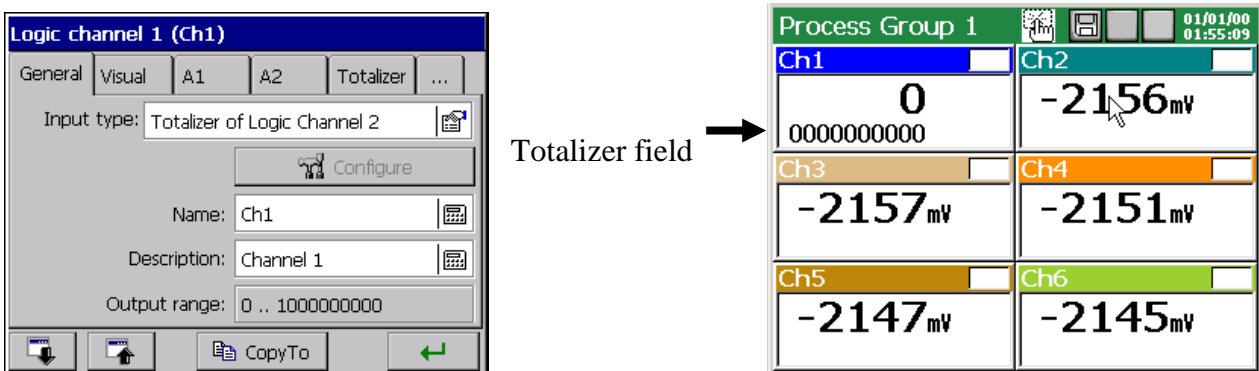 Logic channel 1 (Ch1)
General Visual A1 A2 Totalizer ...
Input type: Totalizer of Logic Channel 2
Configure
Name: Ch1
Description: Channel 1
Output range: 0 .. 1000000000
CopyTo
Totalizer field
Process Group 1
01/01/00
01:55:09
Ch1
0
0000000000
Ch2
-2156mV
Ch3
-2157mV
Ch4
-2151mV
Ch5
-2147mV
Ch6
-2145mV